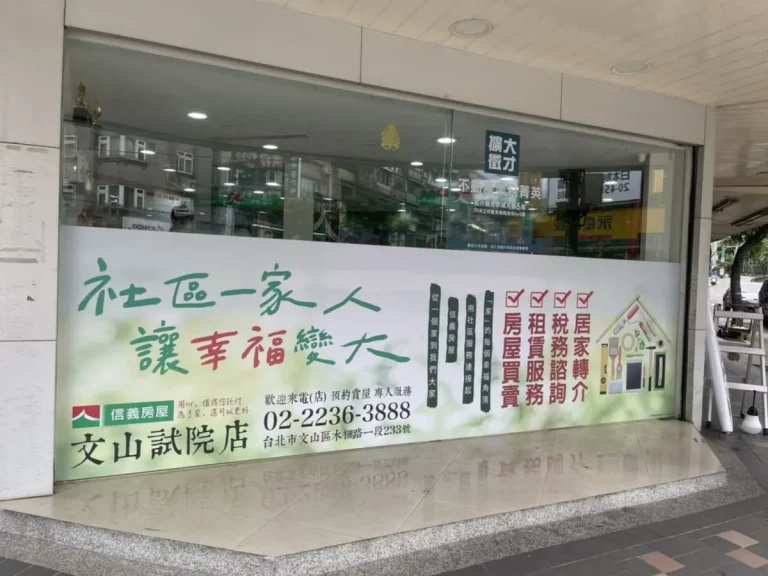 擴大
徵才
社區一家人
讓幸福變大
信義房屋
文山試院店
歡迎來電(店) 預約賞屋 專人服務
02-2236-3888
台北市文山區木柵路一段233號
「家」的每個幸福角落
用社區服務連接起
信義房屋
從一個家到我們大家
居家轉介
稅務諮詢
租賃服務
房屋買賣